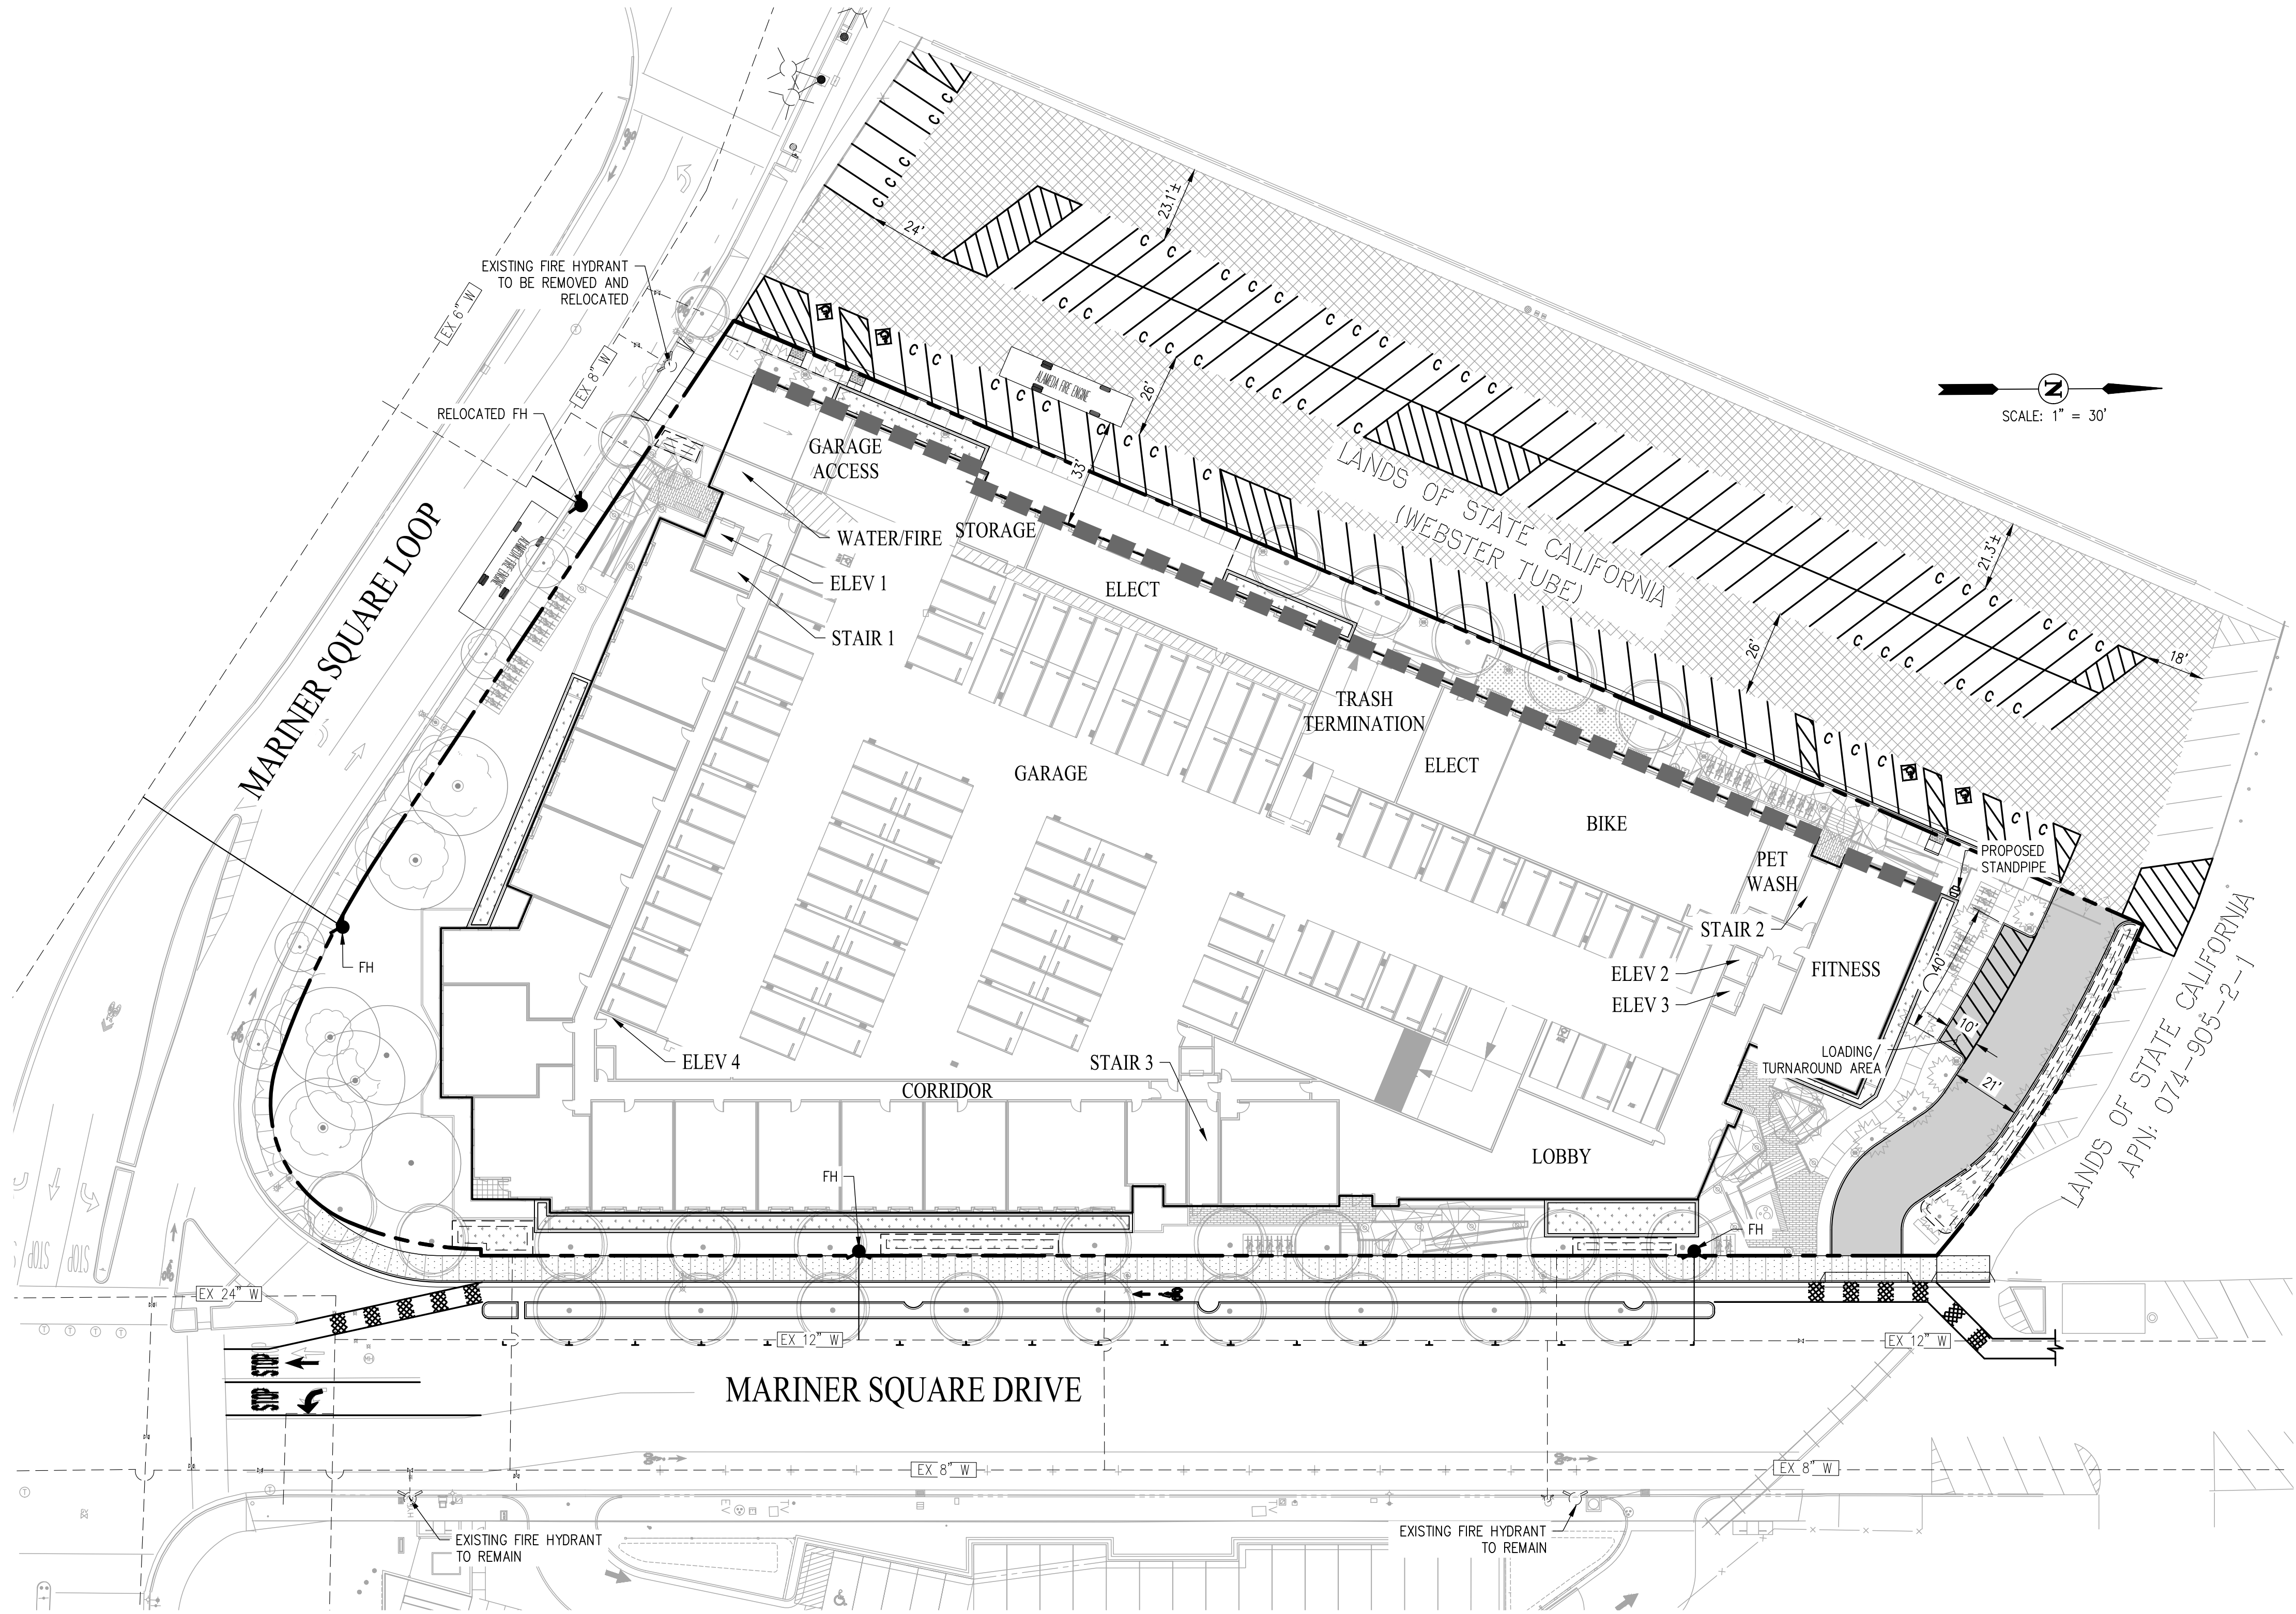 23.1'±
24'
EXISTING FIRE HYDRANT
TO BE REMOVED AND
RELOCATED
EX 6" W
EX 8" W
RELOCATED FH
ALAMEDA FIRE ENGINE
26'
N
SCALE: 1" = 30'
GARAGE
ACCESS
33'
LANDS OF STATE CALIFORNIA
(WEBSTER TUBE)
MARINER SQUARE LOOP
ALAMEDA FIRE ENGINE
WATER/FIRE
STORAGE
ELEV 1
ELECT
STAIR 1
21.3'±
26'
18'
TRASH
TERMINATION
GARAGE
ELECT
BIKE
PET
WASH
PROPOSED
STANDPIPE
STAIR 2
FH
ELEV 2
ELEV 3
FITNESS
40'
10'
LOADING/
TURNAROUND AREA
21'
LANDS OF STATE CALIFORNIA
APN: 074-905-2-1
ELEV 4
STAIR 3
CORRIDOR
LOBBY
FH
FH
STOP
STOP
EX 24" W
EX 12" W
EX 12" W
STOP
STOP
MARINER SQUARE DRIVE
EX 8" W
EX 8" W
EXISTING FIRE HYDRANT
TO REMAIN
EXISTING FIRE HYDRANT
TO REMAIN